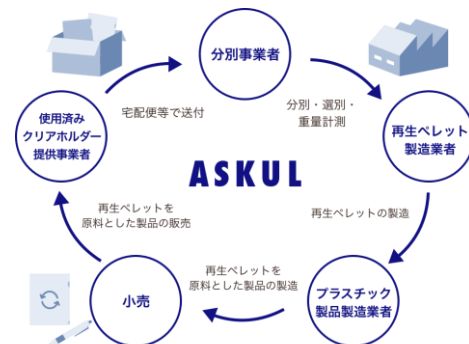 分別事業者
宅配便等で送付
分別・選別・
重量計測
使用済み
クリアホルダー
提供事業者
再生ペレット
製造業者
ASKUL
再生ペレットを
原料とした製品の販売
再生ペレットの製造
再生ペレットを
原料とした製品の製造
小売
プラスチック
製品製造業者